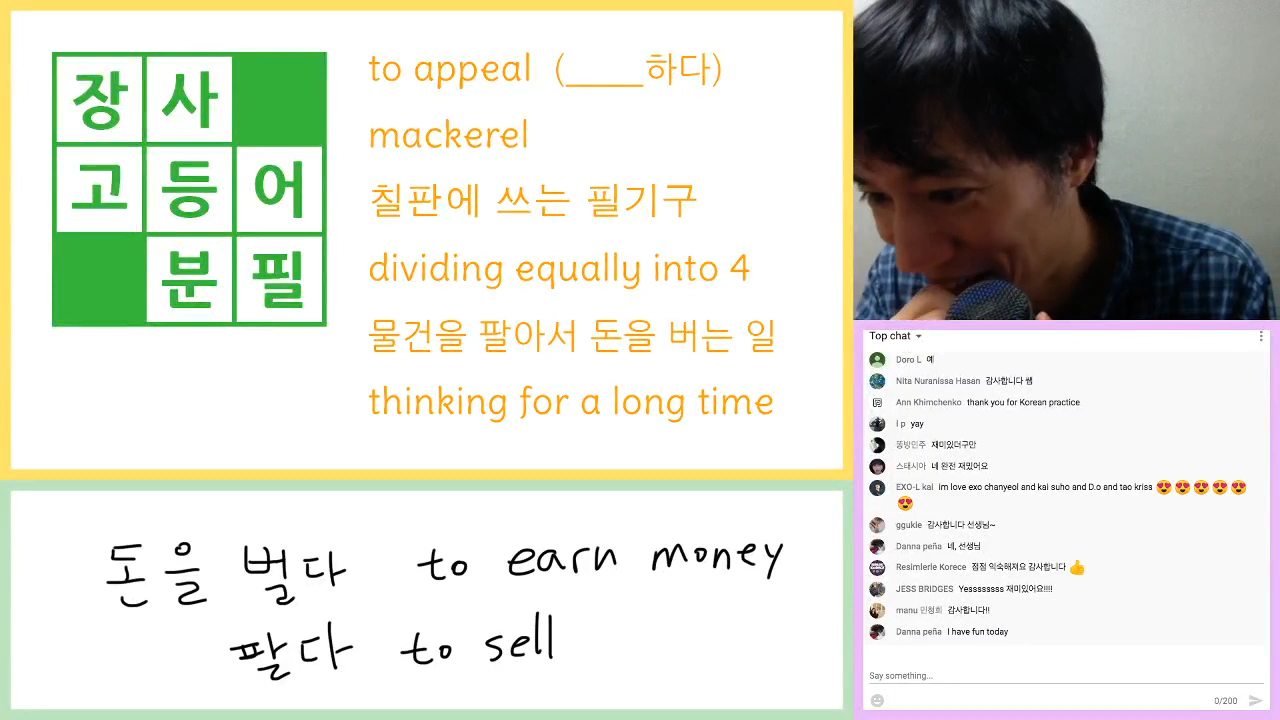 장 사
고 등 어
분 필
to appeal (____하다)
mackerel
칠판에 쓰는 필기구
dividing equally into 4
물건을 팔아서 돈을 버는 일
thinking for a long time
돈을 벌다 to earn money
팔다 to sell
Top chat
Doro L 예
Nita Nuranissa Hasan 감사합니다 쌤
Ann Khimchenko thank you for Korean practice
I p yay
똥방민주 재미있더구만
스태시아 네 완전 재밌어요
EXO-L kai im love exo chanyeol and kai suho and D.o and tao kriss 😍😍😍😍😍
😍
ggukie 감사합니다 선생님~
Danna peña 네, 선생님
Resimlerle Korece 점점 익숙해져요 감사합니다 👍
JESS BRIDGES Yessssssss 재미있어요!!!!
manu 민청희 감사합니다!!
Danna peña I have fun today
Say something...
0/200